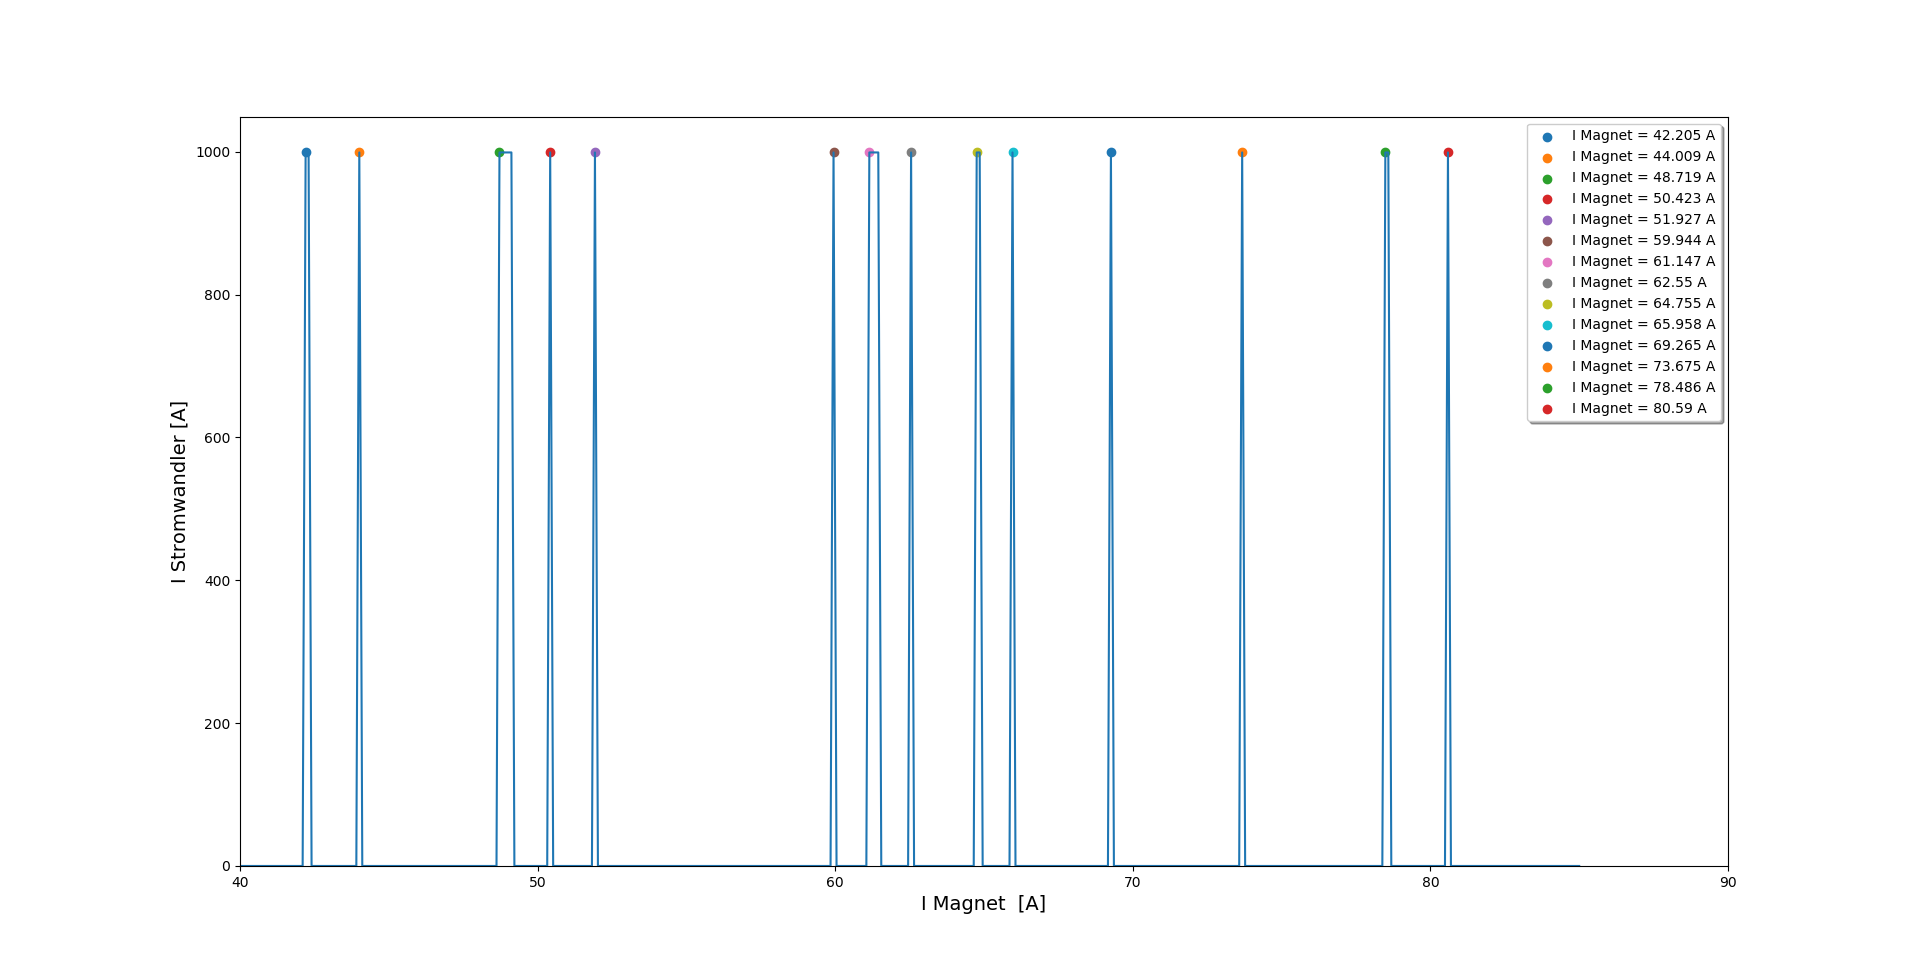 1000
800
600
400
200
0
I Stromwandler [A]
40 50 60 70 80 90
I Magnet  [A]
I Magnet = 42.205 A
I Magnet = 44.009 A
I Magnet = 48.719 A
I Magnet = 50.423 A
I Magnet = 51.927 A
I Magnet = 59.944 A
I Magnet = 61.147 A
I Magnet = 62.55 A
I Magnet = 64.755 A
I Magnet = 65.958 A
I Magnet = 69.265 A
I Magnet = 73.675 A
I Magnet = 78.486 A
I Magnet = 80.59 A